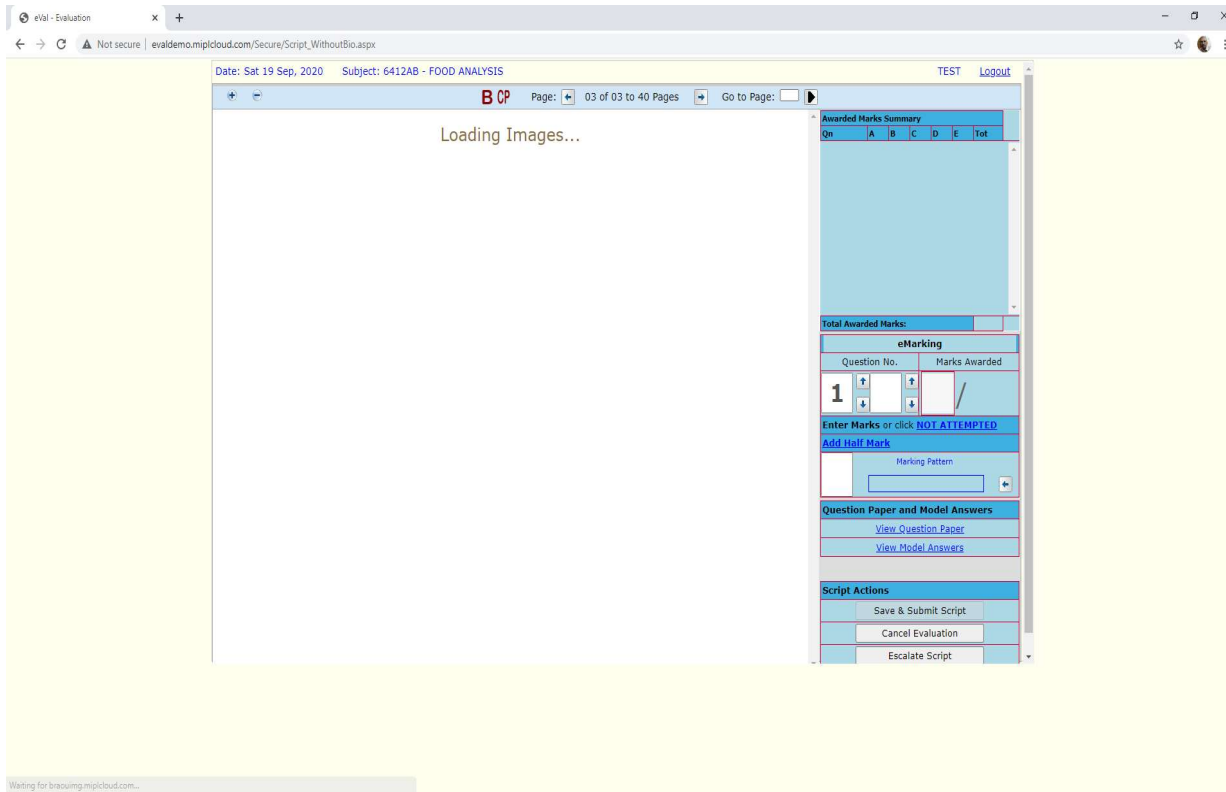 eVal - Evaluation
Not secure | evaldemo.miplcloud.com/Secure/Script_WithoutBio.aspx
Date: Sat 19 Sep, 2020 Subject: 6412AB - FOOD ANALYSIS TEST Logout
B CP Page: 03 of 03 to 40 Pages Go to Page:
Loading Images...
Awarded Marks Summary
Qn A B C D E Tot
Total Awarded Marks:
eMarking
Question No. Marks Awarded
1 /
Enter Marks or click NOT ATTEMPTED
Add Half Mark
Marking Pattern
Question Paper and Model Answers
View Question Paper
View Model Answers
Script Actions
Save & Submit Script
Cancel Evaluation
Escalate Script
Waiting for braouimg.miplcloud.com...